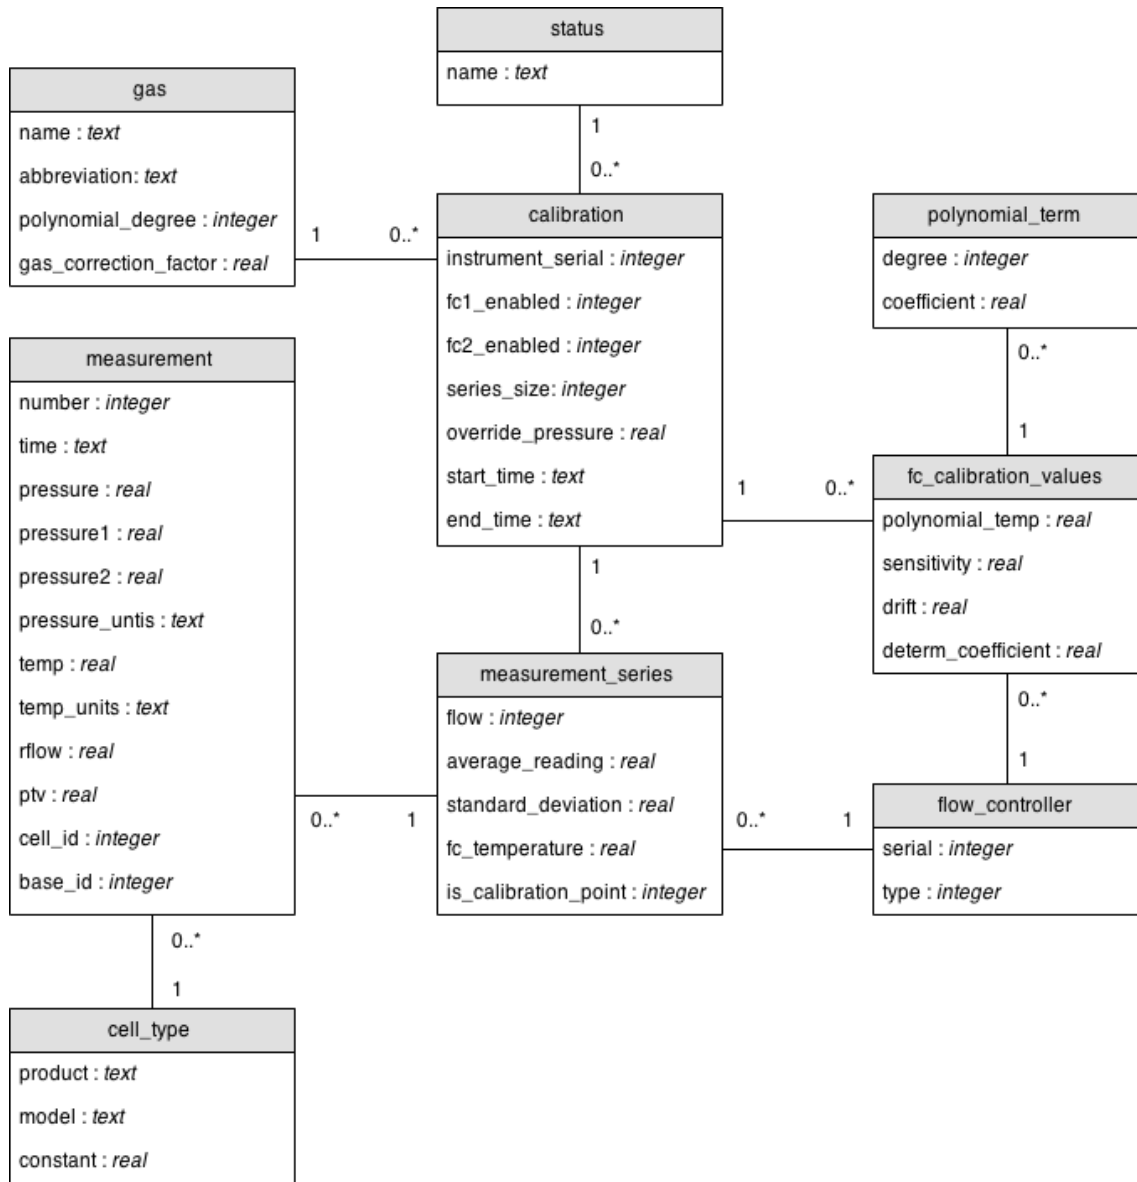 status
name : text
gas
name : text
abbreviation: text
polynomial_degree : integer
gas_correction_factor : real
1
0..*
1
0..*
calibration
instrument_serial : integer
fc1_enabled : integer
fc2_enabled : integer
series_size: integer
override_pressure : real
start_time : text
end_time : text
polynomial_term
degree : integer
coefficient : real
0..*
1
measurement
number : integer
time : text
pressure : real
pressure1 : real
pressure2 : real
pressure_untis : text
temp : real
temp_units : text
rflow : real
ptv : real
cell_id : integer
base_id : integer
1
0..*
fc_calibration_values
polynomial_temp : real
sensitivity : real
drift : real
determ_coefficient : real
1
0..*
measurement_series
flow : integer
average_reading : real
standard_deviation : real
fc_temperature : real
is_calibration_point : integer
0..*
1
0..*
1
0..*
1
flow_controller
serial : integer
type : integer
0..*
1
cell_type
product : text
model : text
constant : real